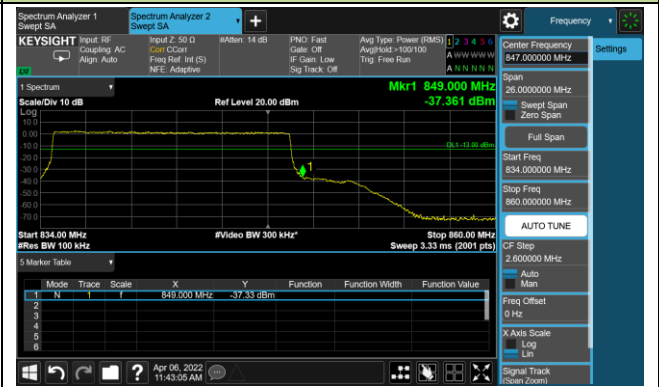 Spectrum Analyzer 1
Swept SA
Spectrum Analyzer 2
Swept SA
+
Frequency
KEYSIGHT
Input: RF
Coupling: AC
Align: Auto
Input Z: 50 Ω
Corr CCorr
Freq Ref: Int (S)
NFE: Adaptive
#Atten: 14 dB
PNO: Fast
Gate: Off
IF Gain: Low
Sig Track: Off
Avg Type: Power (RMS)
Avg|Hold:>100/100
Trig: Free Run
1 2 3 4 5 6
A W W W W W
A N N N N N
1 Spectrum
Scale/Div 10 dB
Ref Level 20.00 dBm
Mkr1 849.000 MHz
-37.361 dBm
Log
10.0
0.00
-10.0
-20.0
-30.0
-40.0
-50.0
-60.0
-70.0
DL1 -13.00 dBm
1
Start 834.00 MHz
#Res BW 100 kHz
#Video BW 300 kHz*
Stop 860.00 MHz
Sweep 3.33 ms (2001 pts)
5 Marker Table
Mode Trace Scale X Y Function Function Width Function Value
1 N 1 f 849.000 MHz -37.33 dBm
2
3
4
5
6
Apr 06, 2022
11:43:05 AM
Settings
Center Frequency
847.000000 MHz
Span
26.0000000 MHz
Swept Span
Zero Span
Full Span
Start Freq
834.000000 MHz
Stop Freq
860.000000 MHz
AUTO TUNE
CF Step
2.600000 MHz
Auto
Man
Freq Offset
0 Hz
X Axis Scale
Log
Lin
Signal Track
(Span Zoom)